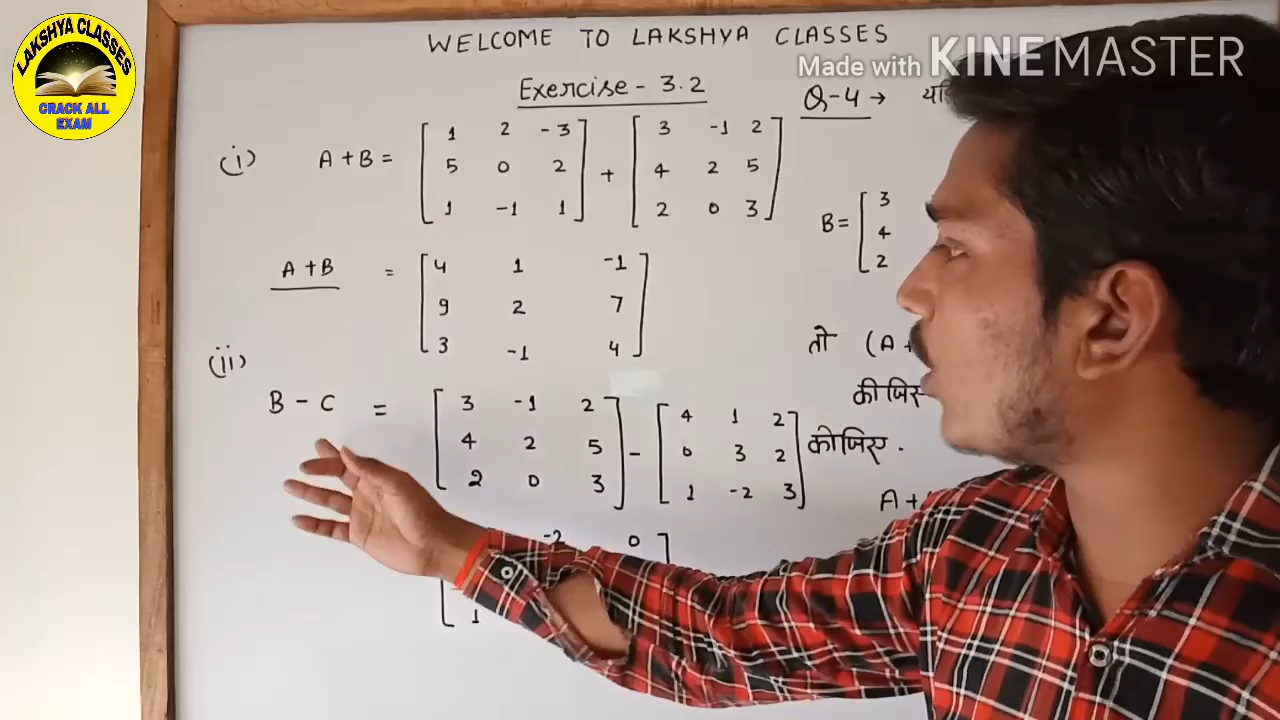 LAKSHYA CLASSES
CRACK ALL
EXAM
WELCOME TO LAKSHYA CLASSES
Made with KINEMASTER
Exercise - 3.2
Q-4 →
(i) A+B = [ 1 2 -3 ] + [ 3 -1 2 ]
5 0 2 4 2 5
1 -1 1 2 0 3
B = [ 3
4
2
A+B = [ 4 1 -1 ]
9 2 7
3 -1 4
तो (A+
कीजिए
कीजिए.
A+
(ii)
B - C = [ 3 -1 2 ] - [ 4 1 2 ]
4 2 5 0 3 2
2 0 3 1 -2 3
-2 0 ]
1